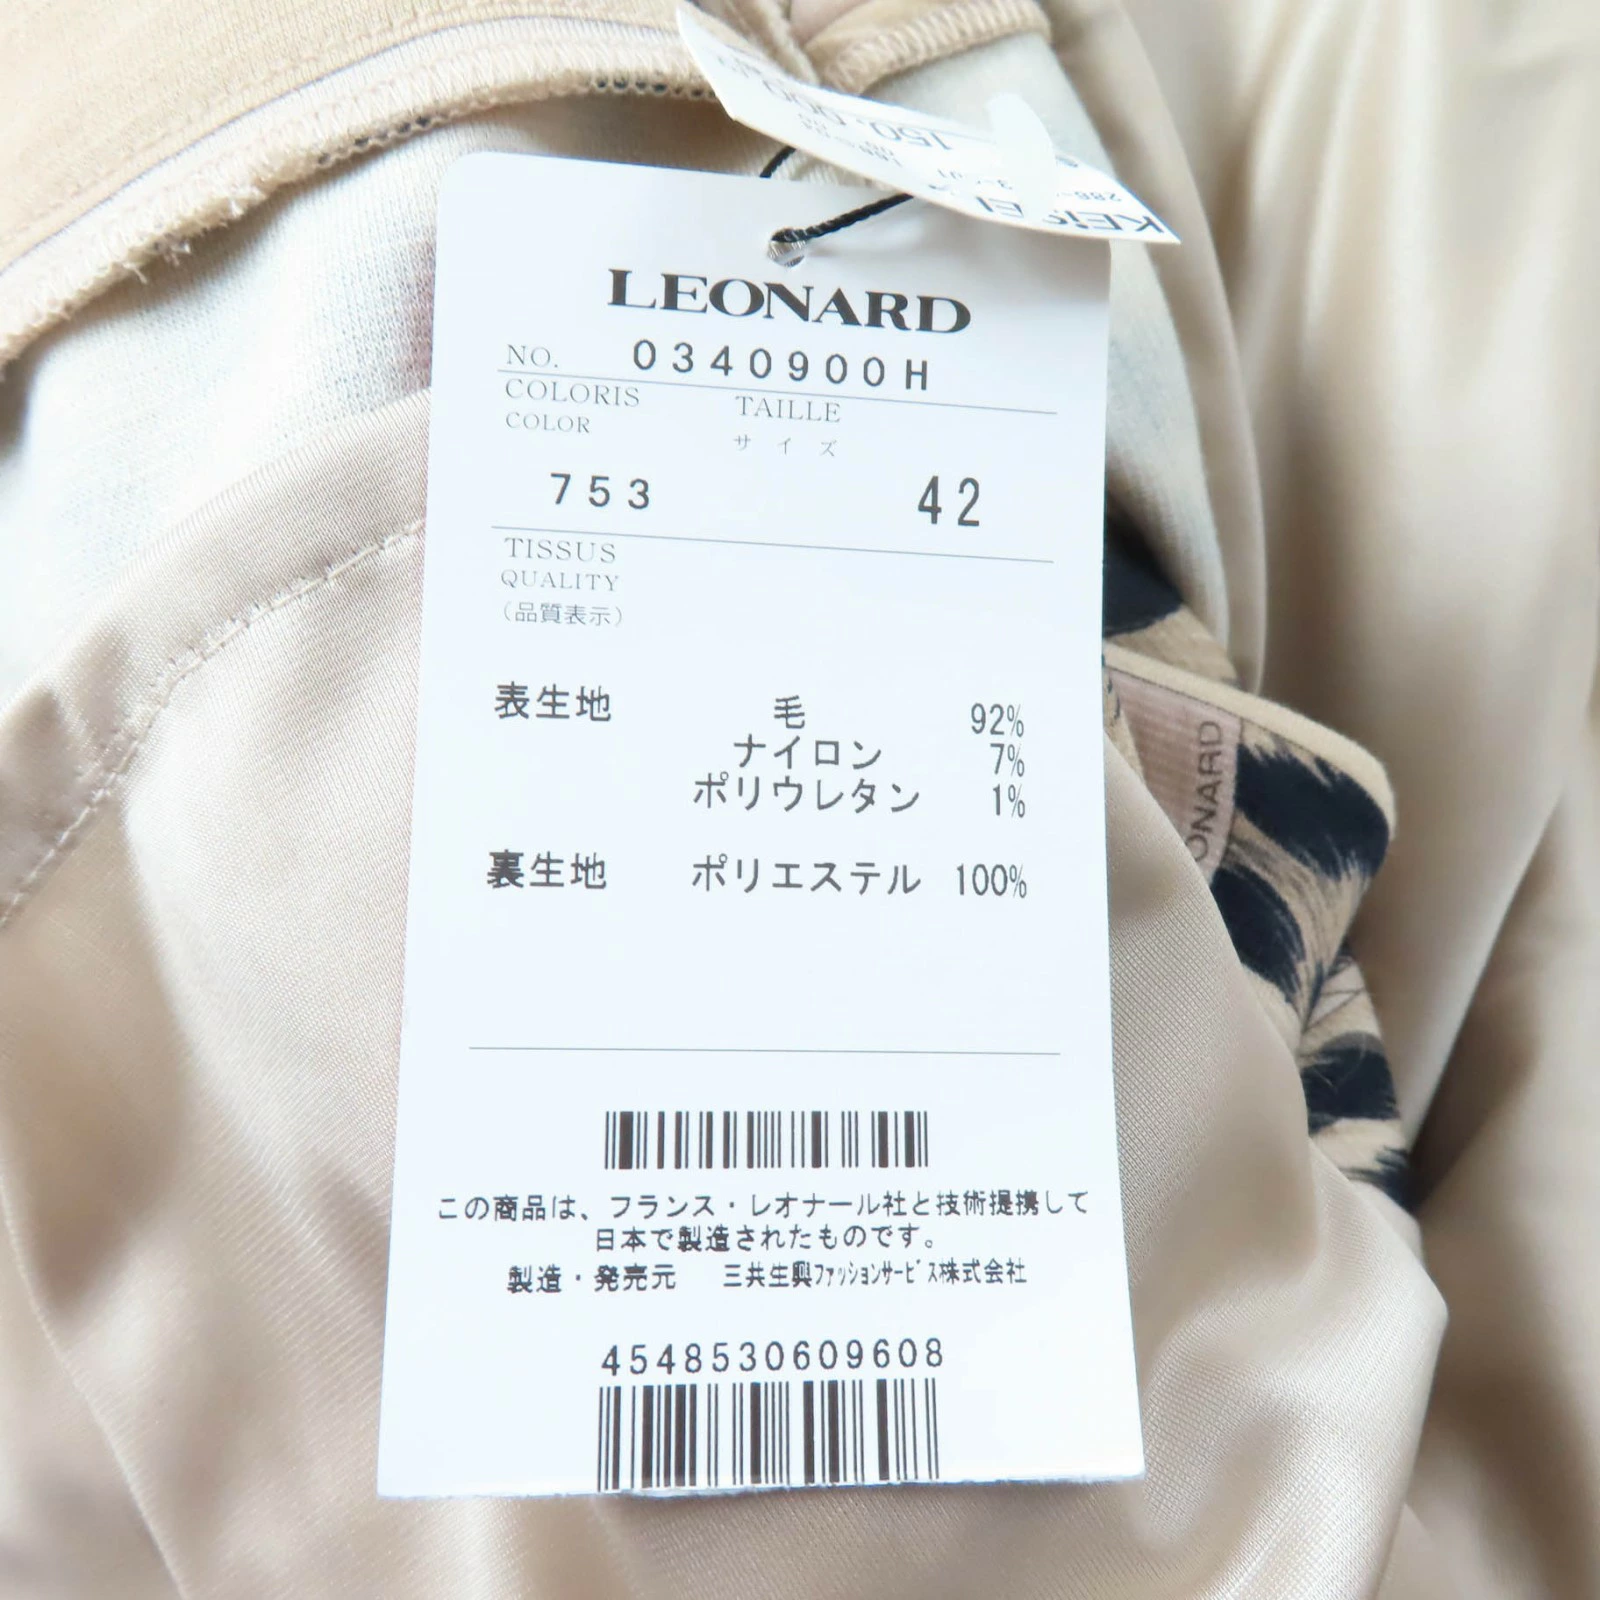 150,000
LEONARD
NO. 0340900H
COLORIS TAILLE
COLOR サイズ
753 42
TISSUS
QUALITY
(品質表示)
表生地 毛 92%
ナイロン 7%
ポリウレタン 1%
裏生地 ポリエステル 100%
この商品は、フランス・レオナール社と技術提携して
日本で製造されたものです。
製造・発売元 三共生興ファッションサービス株式会社
4548530609608